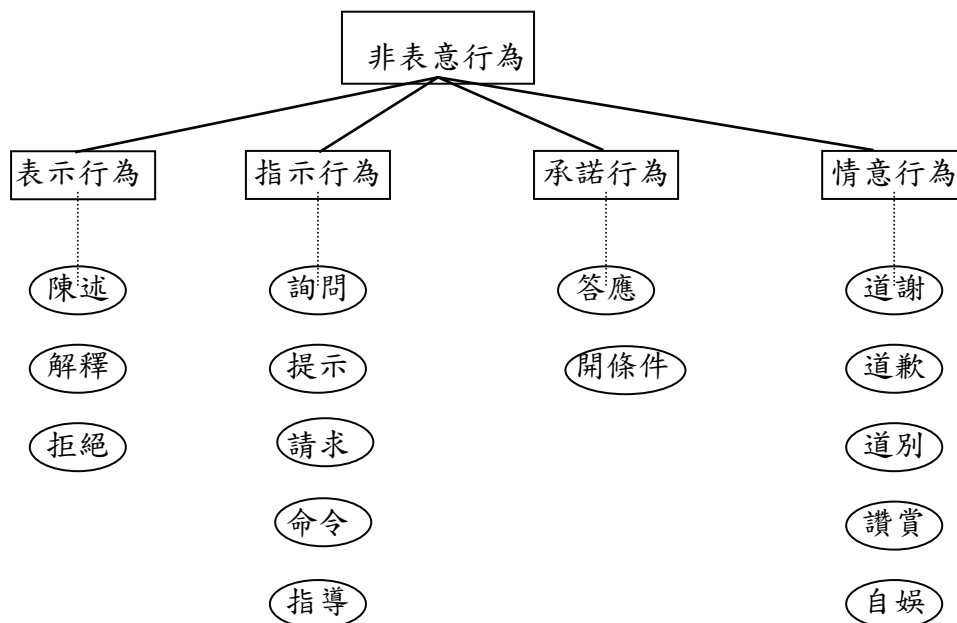 非表意行為
表示行為 指示行為 承諾行為 情意行為
陳述 詢問 答應 道謝
解釋 提示 開條件 道歉
拒絕 請求 道別
命令 讚賞
指導 自娛